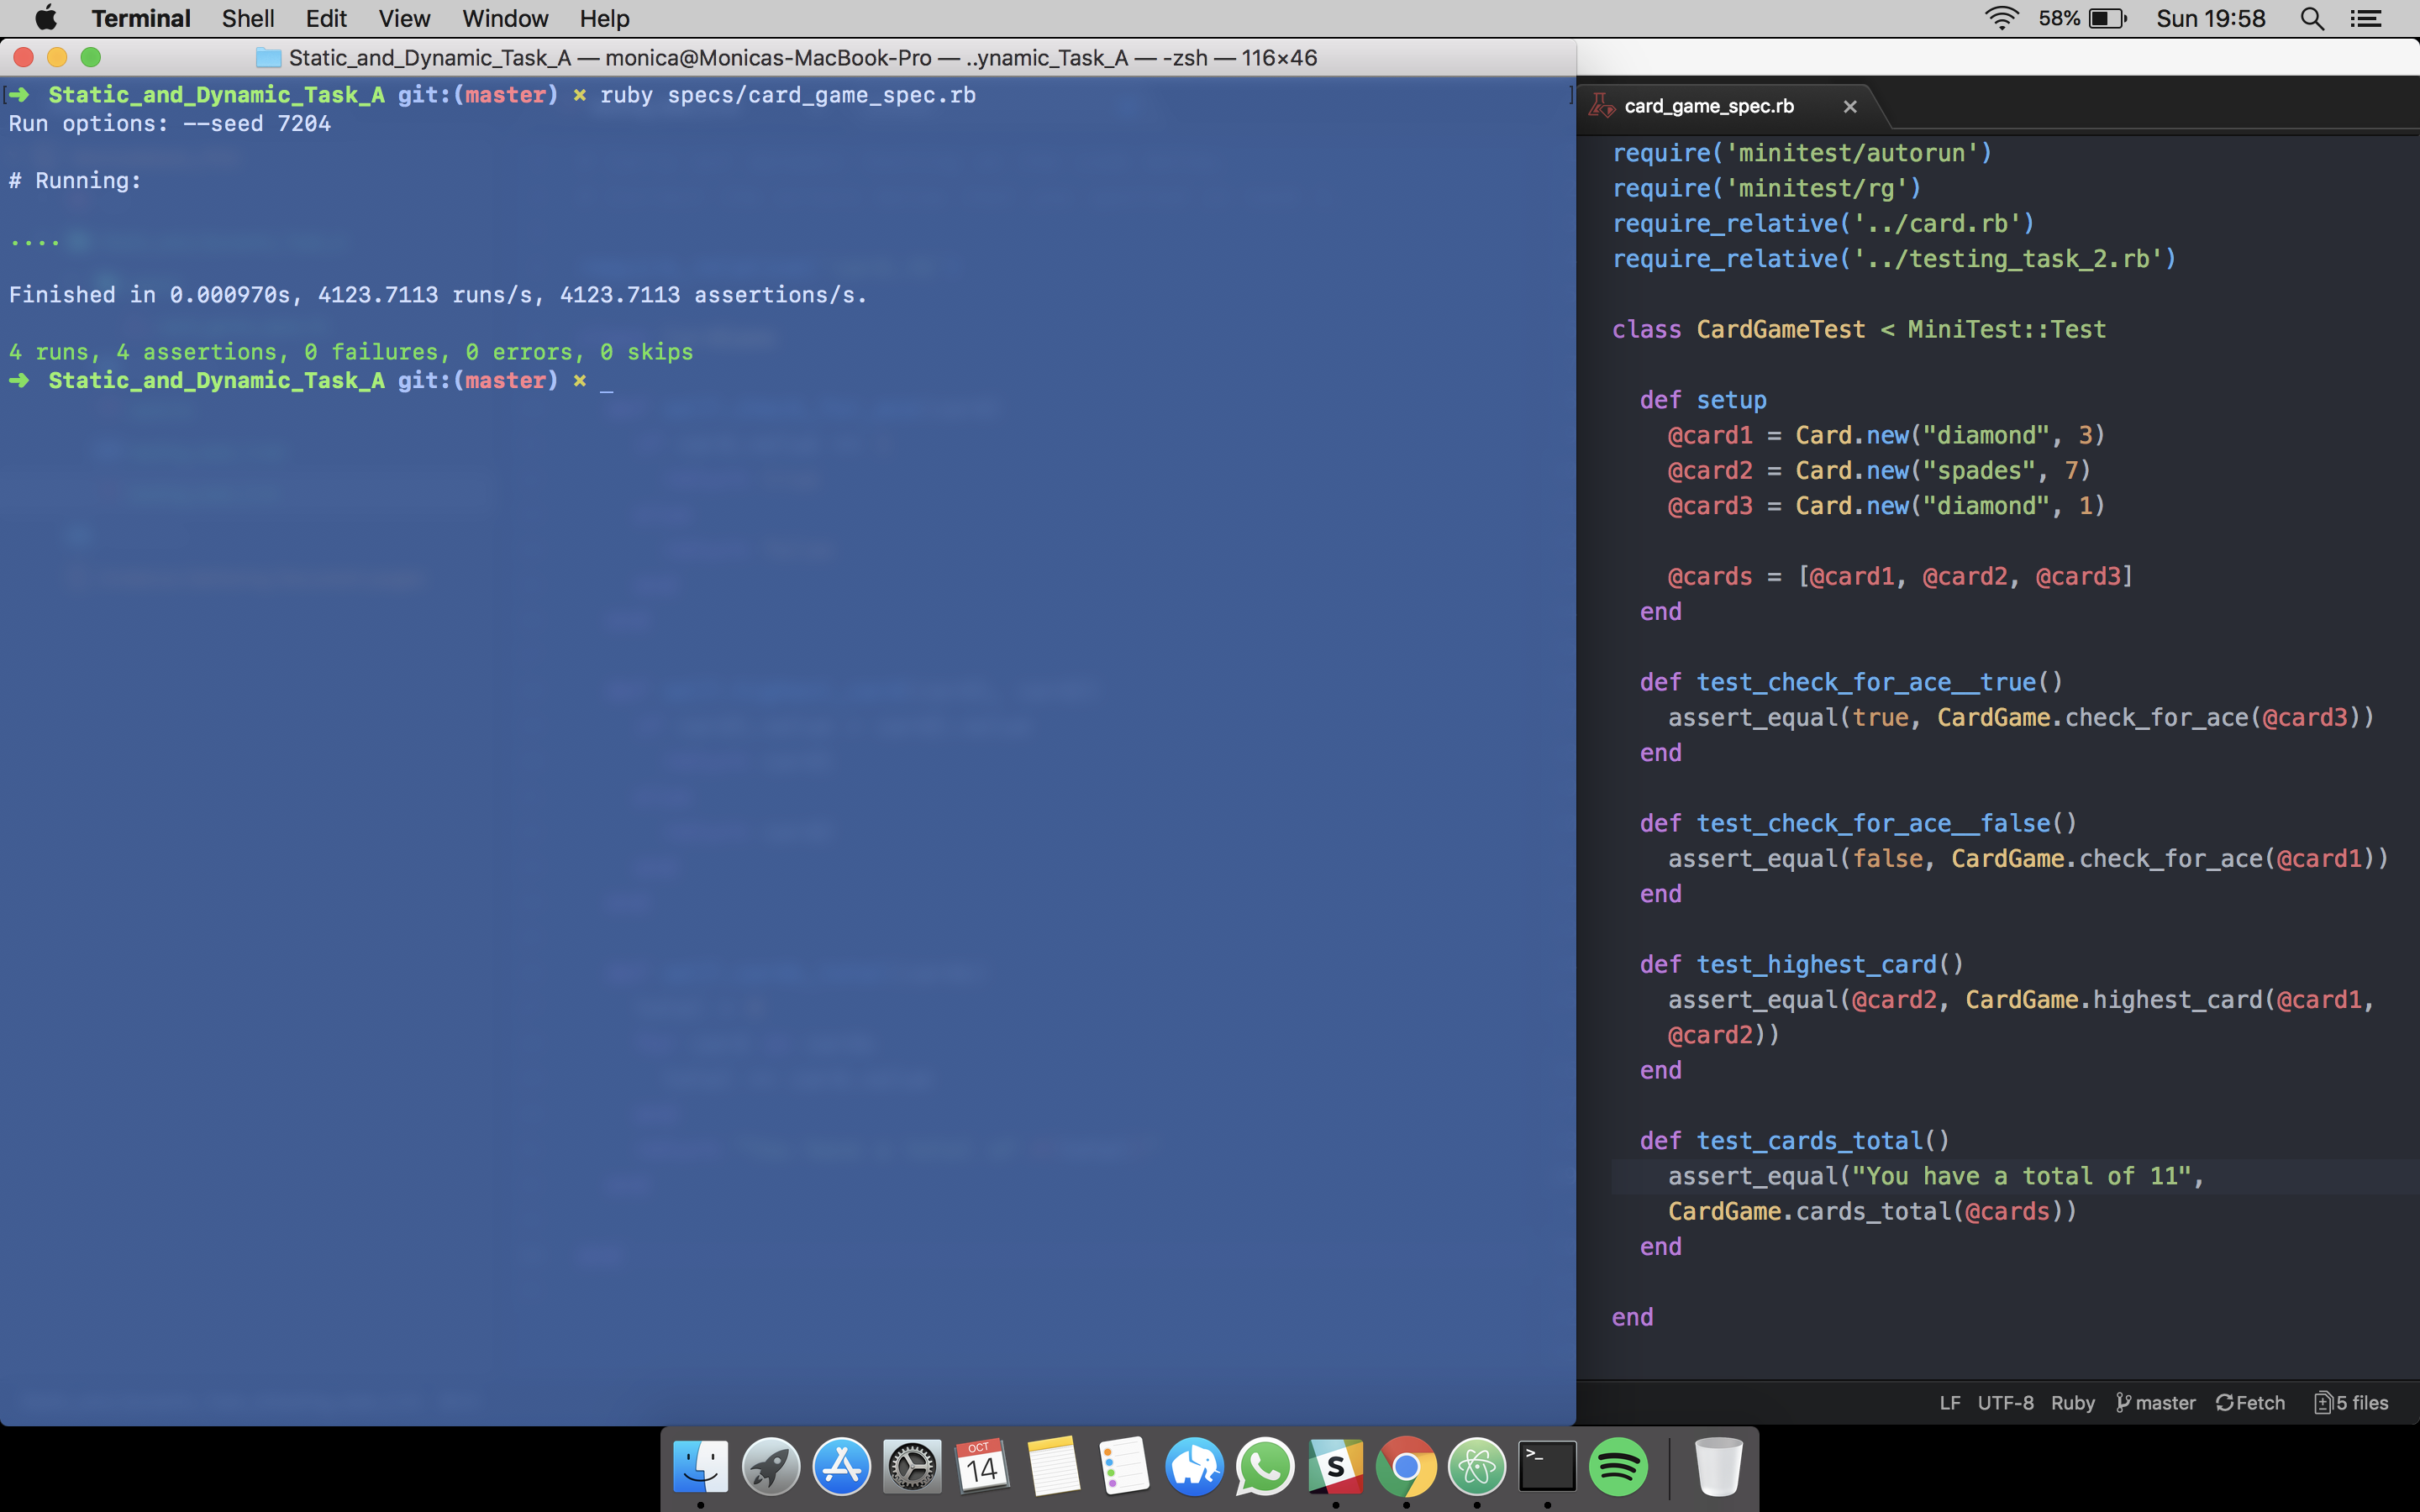 Terminal Shell Edit View Window Help 58% Sun 19:58
Static_and_Dynamic_Task_A — monica@Monicas-MacBook-Pro — ..ynamic_Task_A — -zsh — 116×46
[➜ Static_and_Dynamic_Task_A git:(master) ✗ ruby specs/card_game_spec.rb ]
Run options: --seed 7204
# Running:
....
Finished in 0.000970s, 4123.7113 runs/s, 4123.7113 assertions/s.
4 runs, 4 assertions, 0 failures, 0 errors, 0 skips
➜ Static_and_Dynamic_Task_A git:(master) ✗ _
card_game_spec.rb ×
require('minitest/autorun')
require('minitest/rg')
require_relative('../card.rb')
require_relative('../testing_task_2.rb')
class CardGameTest < MiniTest::Test
def setup
@card1 = Card.new("diamond", 3)
@card2 = Card.new("spades", 7)
@card3 = Card.new("diamond", 1)
@cards = [@card1, @card2, @card3]
end
def test_check_for_ace__true()
assert_equal(true, CardGame.check_for_ace(@card3))
end
def test_check_for_ace__false()
assert_equal(false, CardGame.check_for_ace(@card1))
end
def test_highest_card()
assert_equal(@card2, CardGame.highest_card(@card1,
@card2))
end
def test_cards_total()
assert_equal("You have a total of 11",
CardGame.cards_total(@cards))
end
end
LF UTF-8 Ruby master Fetch 5 files
OCT
14
S
>_